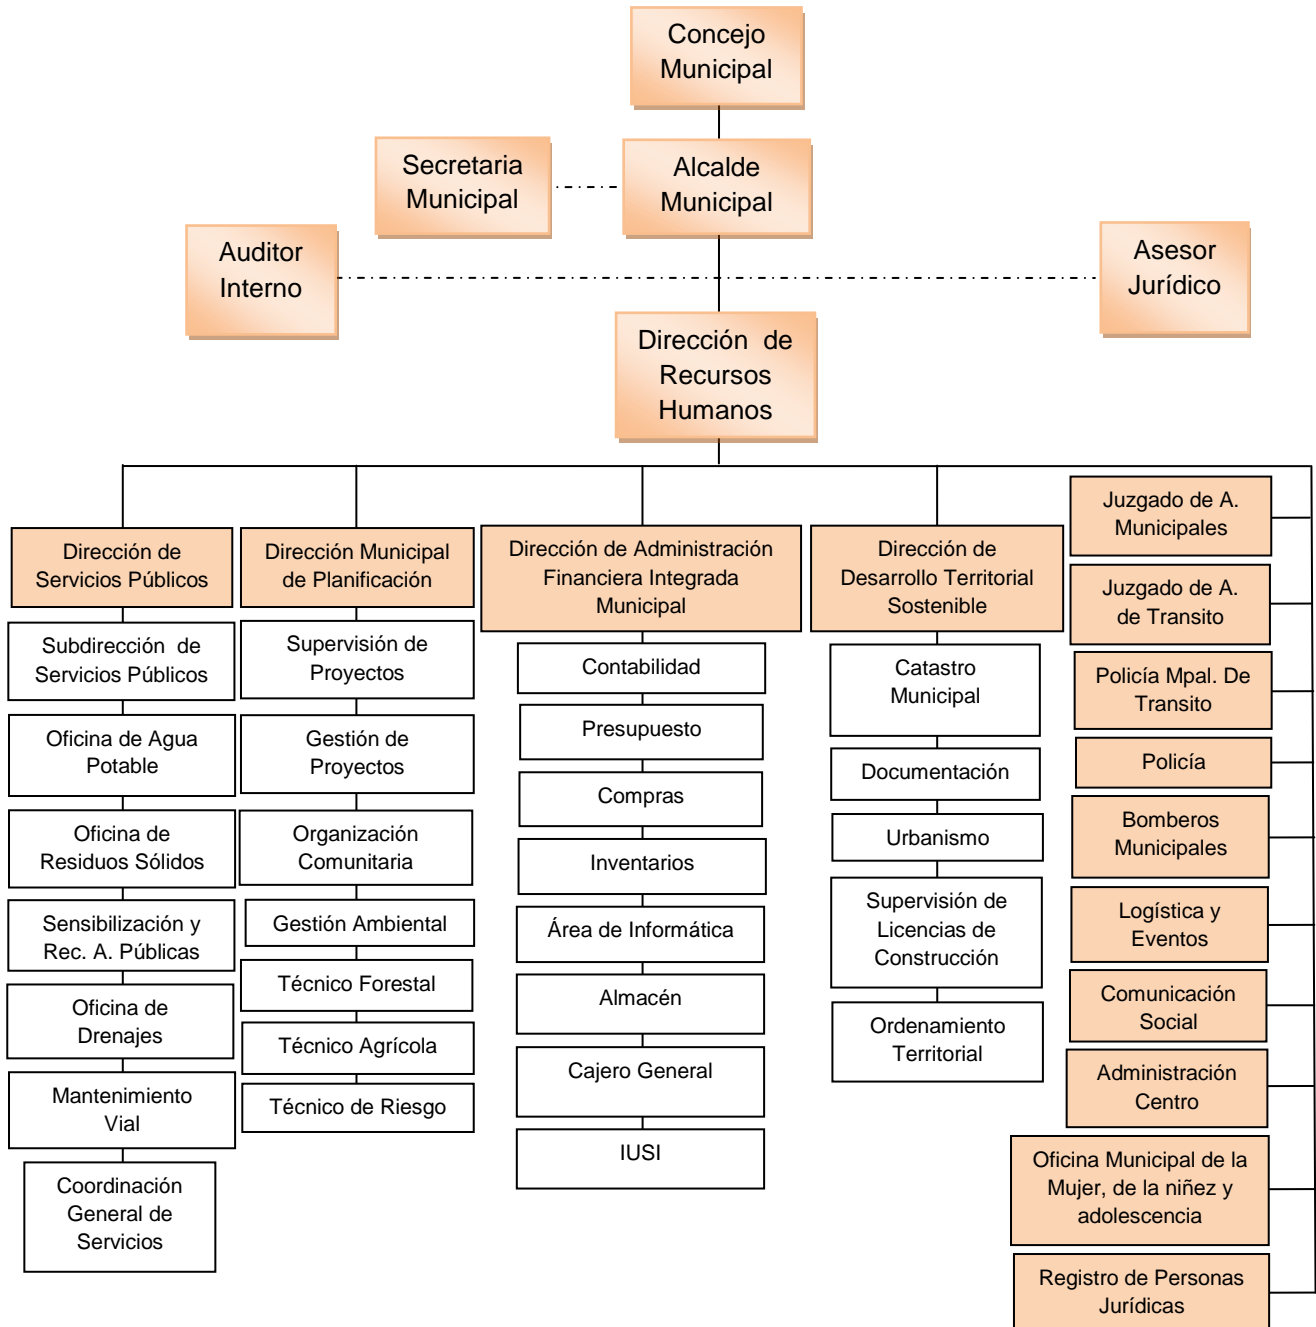 Concejo
Municipal
Secretaria
Municipal
Alcalde
Municipal
Auditor
Interno
Asesor
Jurídico
Dirección de
Recursos
Humanos
Dirección de
Servicios Públicos
Subdirección de
Servicios Públicos
Oficina de Agua
Potable
Oficina de
Residuos Sólidos
Sensibilización y
Rec. A. Públicas
Oficina de
Drenajes
Mantenimiento
Vial
Coordinación
General de
Servicios
Dirección Municipal
de Planificación
Supervisión de
Proyectos
Gestión de
Proyectos
Organización
Comunitaria
Gestión Ambiental
Técnico Forestal
Técnico Agrícola
Técnico de Riesgo
Dirección de Administración
Financiera Integrada
Municipal
Contabilidad
Presupuesto
Compras
Inventarios
Área de Informática
Almacén
Cajero General
IUSI
Dirección de
Desarrollo Territorial
Sostenible
Catastro
Municipal
Documentación
Urbanismo
Supervisión de
Licencias de
Construcción
Ordenamiento
Territorial
Juzgado de A.
Municipales
Juzgado de A.
de Transito
Policía Mpal. De
Transito
Policía
Bomberos
Municipales
Logística y
Eventos
Comunicación
Social
Administración
Centro
Oficina Municipal de la
Mujer, de la niñez y
adolescencia
Registro de Personas
Jurídicas